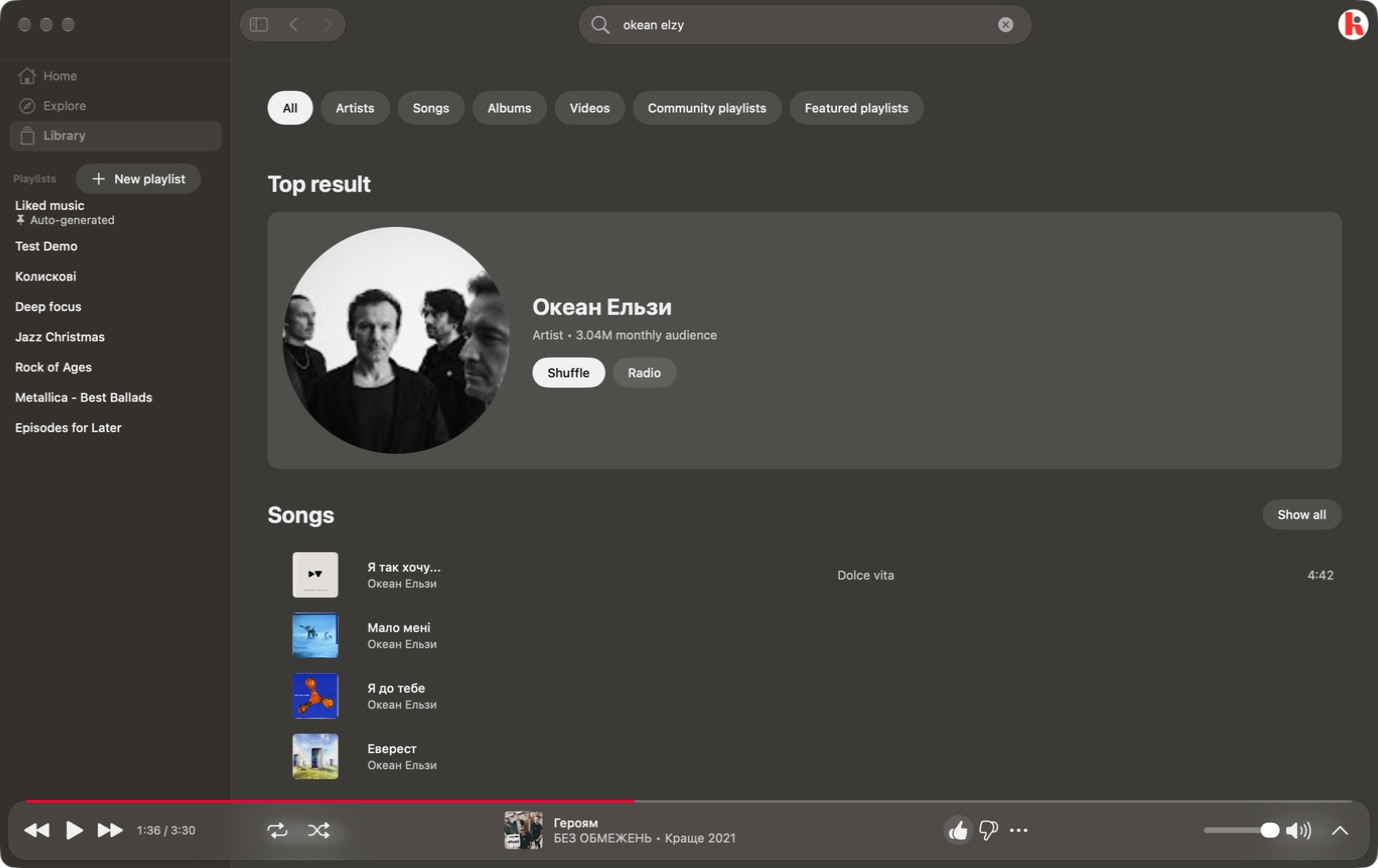 okean elzy
Home
Explore
Library
Playlists
New playlist
Liked music
Auto-generated
Test Demo
Колискові
Deep focus
Jazz Christmas
Rock of Ages
Metallica - Best Ballads
Episodes for Later
All
Artists
Songs
Albums
Videos
Community playlists
Featured playlists
Top result
Океан Ельзи
Artist • 3.04M monthly audience
Shuffle
Radio
Songs
Show all
Я так хочу...
Океан Ельзи
Dolce vita
4:42
Мало мені
Океан Ельзи
Я до тебе
Океан Ельзи
Еверест
Океан Ельзи
1:36 / 3:30
Героям
БЕЗ ОБМЕЖЕНЬ • Краще 2021